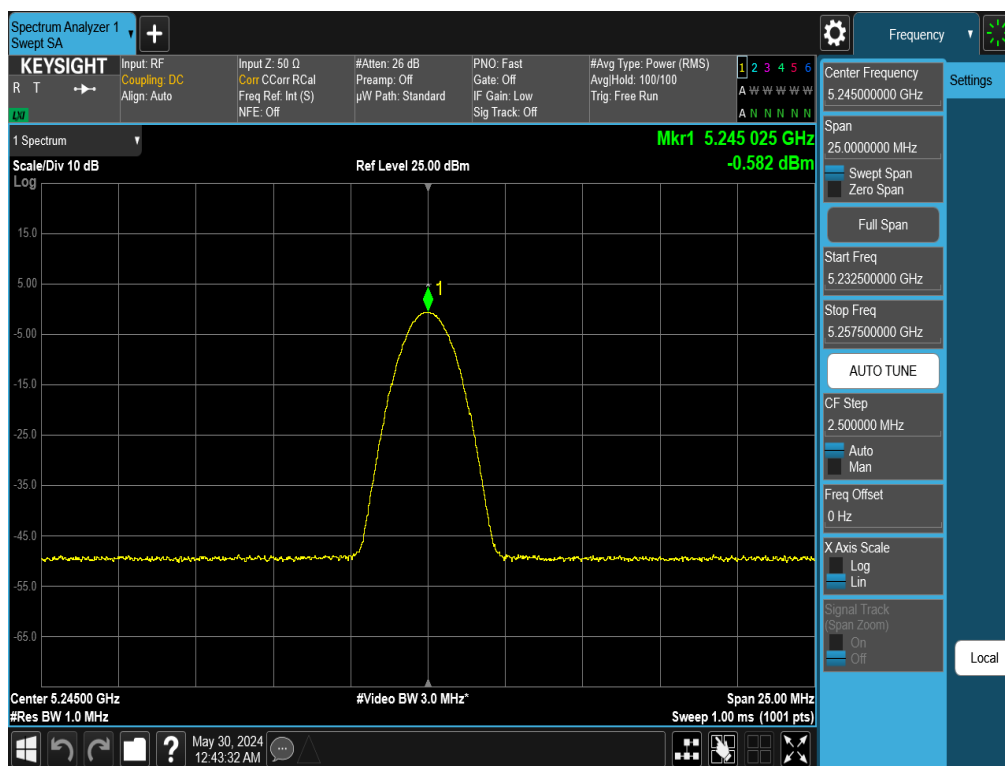 Spectrum Analyzer 1
Swept SA
Frequency
KEYSIGHT
R T
LXI
Input: RF
Coupling: DC
Align: Auto
Input Z: 50 Ω
Corr CCorr RCal
Freq Ref: Int (S)
NFE: Off
#Atten: 26 dB
Preamp: Off
µW Path: Standard
PNO: Fast
Gate: Off
IF Gain: Low
Sig Track: Off
#Avg Type: Power (RMS)
Avg|Hold: 100/100
Trig: Free Run
1 2 3 4 5 6
A W W W W W
A N N N N N
1 Spectrum
Scale/Div 10 dB
Ref Level 25.00 dBm
Mkr1 5.245 025 GHz
-0.582 dBm
Log
15.0
5.00
-5.00
-15.0
-25.0
-35.0
-45.0
-55.0
-65.0
1
Center 5.24500 GHz
#Res BW 1.0 MHz
#Video BW 3.0 MHz*
Span 25.00 MHz
Sweep 1.00 ms (1001 pts)
Center Frequency
5.245000000 GHz
Settings
Span
25.0000000 MHz
Swept Span
Zero Span
Full Span
Start Freq
5.232500000 GHz
Stop Freq
5.257500000 GHz
AUTO TUNE
CF Step
2.500000 MHz
Auto
Man
Freq Offset
0 Hz
X Axis Scale
Log
Lin
Signal Track
(Span Zoom)
On
Off
Local
?
May 30, 2024
12:43:32 AM